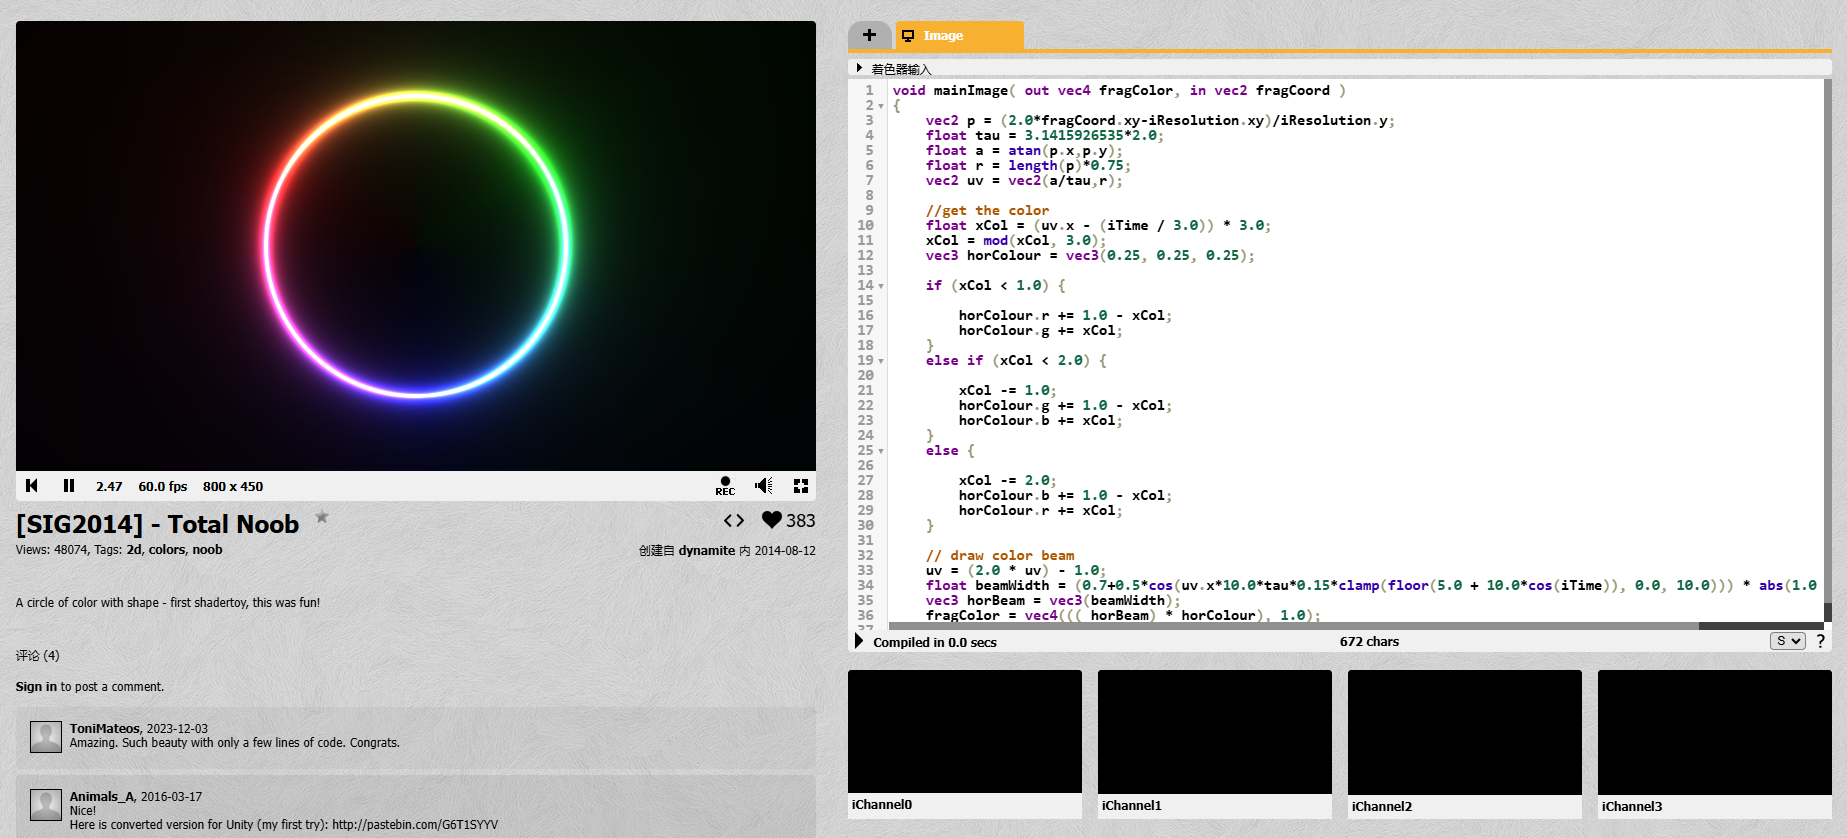 Image
着色器输入
1 void mainImage( out vec4 fragColor, in vec2 fragCoord )
2 {
3 vec2 p = (2.0*fragCoord.xy-iResolution.xy)/iResolution.y;
4 float tau = 3.1415926535*2.0;
5 float a = atan(p.x,p.y);
6 float r = length(p)*0.75;
7 vec2 uv = vec2(a/tau,r);
8
9 //get the color
10 float xCol = (uv.x - (iTime / 3.0)) * 3.0;
11 xCol = mod(xCol, 3.0);
12 vec3 horColour = vec3(0.25, 0.25, 0.25);
13
14 if (xCol < 1.0) {
15
16 horColour.r += 1.0 - xCol;
17 horColour.g += xCol;
18 }
19 else if (xCol < 2.0) {
20
21 xCol -= 1.0;
22 horColour.g += 1.0 - xCol;
23 horColour.b += xCol;
24 }
25 else {
26
27 xCol -= 2.0;
28 horColour.b += 1.0 - xCol;
29 horColour.r += xCol;
30 }
31
32 // draw color beam
33 uv = (2.0 * uv) - 1.0;
34 float beamWidth = (0.7+0.5*cos(uv.x*10.0*tau*0.15*clamp(floor(5.0 + 10.0*cos(iTime)), 0.0, 10.0))) * abs(1.0
35 vec3 horBeam = vec3(beamWidth);
36 fragColor = vec4((( horBeam) * horColour), 1.0);
37
Compiled in 0.0 secs
672 chars
S
?
iChannel0
iChannel1
iChannel2
iChannel3
2.47
60.0 fps
800 x 450
REC
[SIG2014] - Total Noob
383
Views: 48074, Tags: 2d, colors, noob
创建自 dynamite 内 2014-08-12
A circle of color with shape - first shadertoy, this was fun!
评论 (4)
Sign in to post a comment.
ToniMateos, 2023-12-03
Amazing. Such beauty with only a few lines of code. Congrats.
Animals_A, 2016-03-17
Nice!
Here is converted version for Unity (my first try): http://pastebin.com/G6T1SYYV